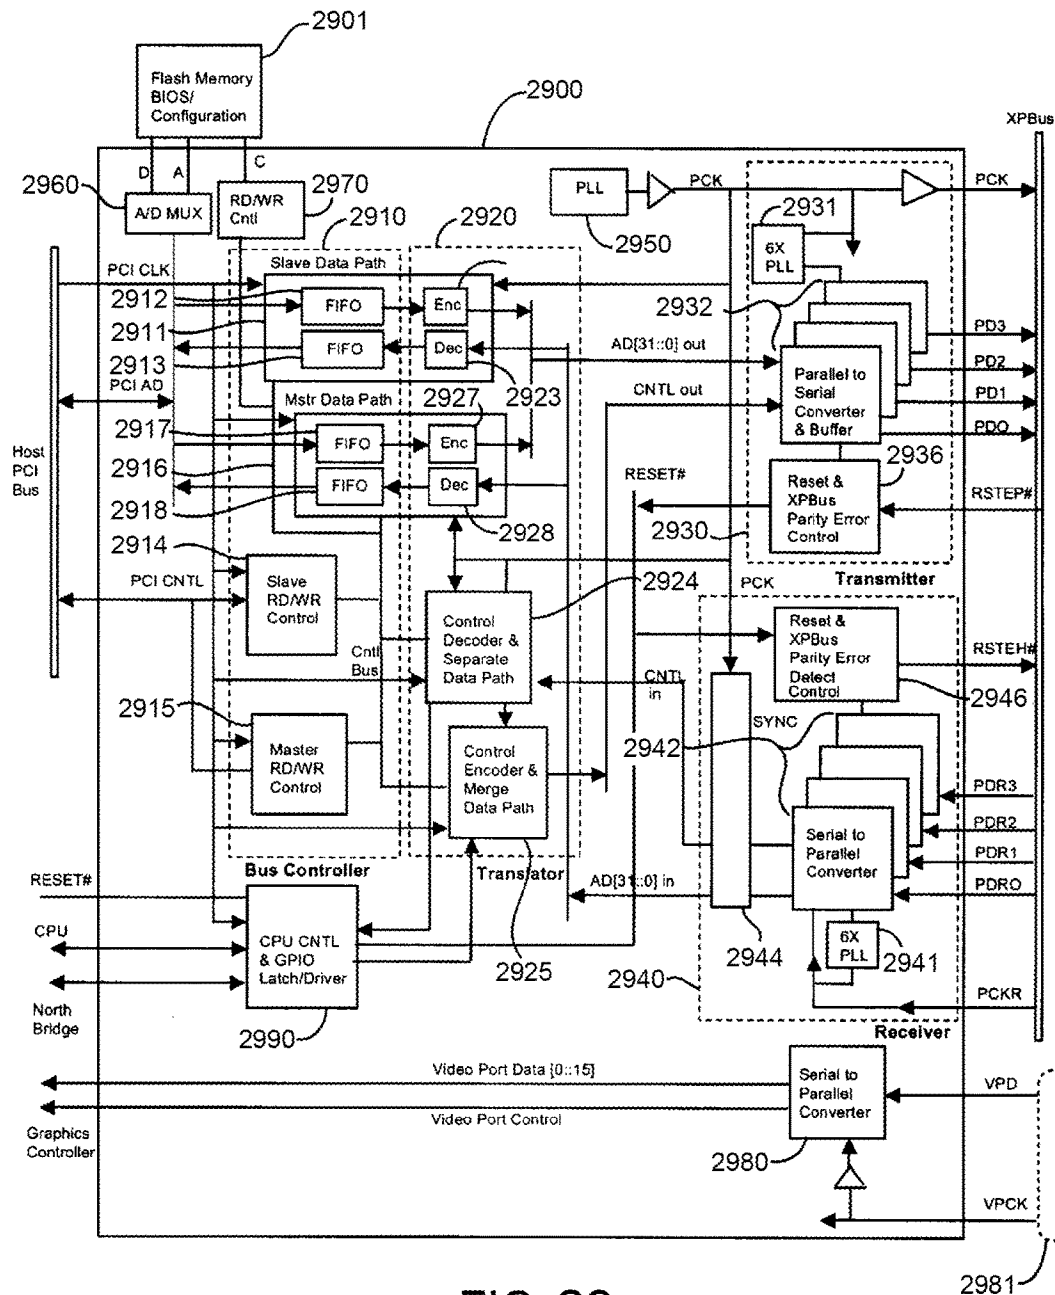 2901
Flash Memory
BIOS/
Configuration
2900
XPBus
D
A
C
2960
A/D MUX
RD/WR
Cntl
2970
2910
2920
PLL
2950
PCK
PCK
2931
6X
PLL
Slave Data Path
PCI CLK
2912
FIFO
Enc
2911
2913
FIFO
Dec
2923
2932
AD[31::0] out
PD3
PD2
PD1
PDO
Parallel to
Serial
Converter
& Buffer
PCI AD
Mstr Data Path
2927
CNTL out
2917
FIFO
Enc
2916
2918
FIFO
Dec
2928
Host
PCI
Bus
RESET#
2936
Reset &
XPBus
Parity Error
Control
RSTEP#
2930
Transmitter
2914
PCI CNTL
Slave
RD/WR
Control
2924
PCK
Control
Decoder &
Separate
Data Path
Cntl
Bus
CNTL
in
Reset &
XPBus
Parity Error
Detect
Control
RSTEH#
2946
2915
Master
RD/WR
Control
Control
Encoder &
Merge
Data Path
SYNC
2942
PDR3
PDR2
PDR1
PDRO
Serial to
Parallel
Converter
Bus Controller
Translator
RESET#
AD[31::0] in
CPU
CPU CNTL
& GPIO
Latch/Driver
2925
2944
6X
PLL
2941
2940
PCKR
North
Bridge
2990
Receiver
Video Port Data [0::15]
Video Port Control
Serial to
Parallel
Converter
VPD
Graphics
Controller
2980
VPCK
2981